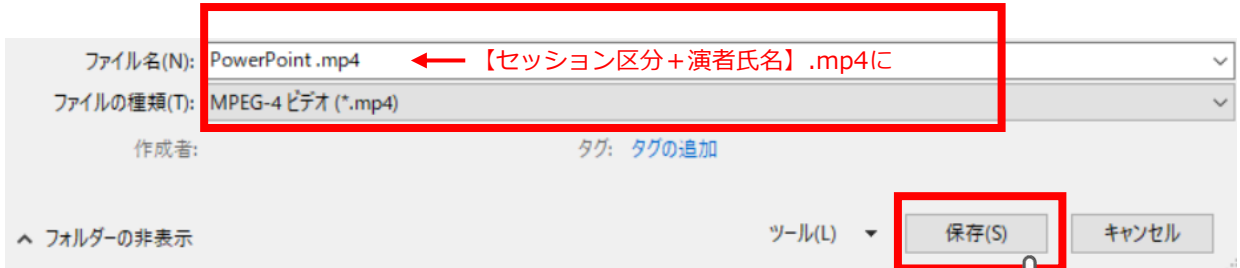 ファイル名(N): PowerPoint.mp4 【セッション区分+演者氏名】.mp4に
ファイルの種類(T): MPEG-4 ビデオ (*.mp4)
作成者: タグ: タグの追加
フォルダーの非表示 ツール(L) 保存(S) キャンセル